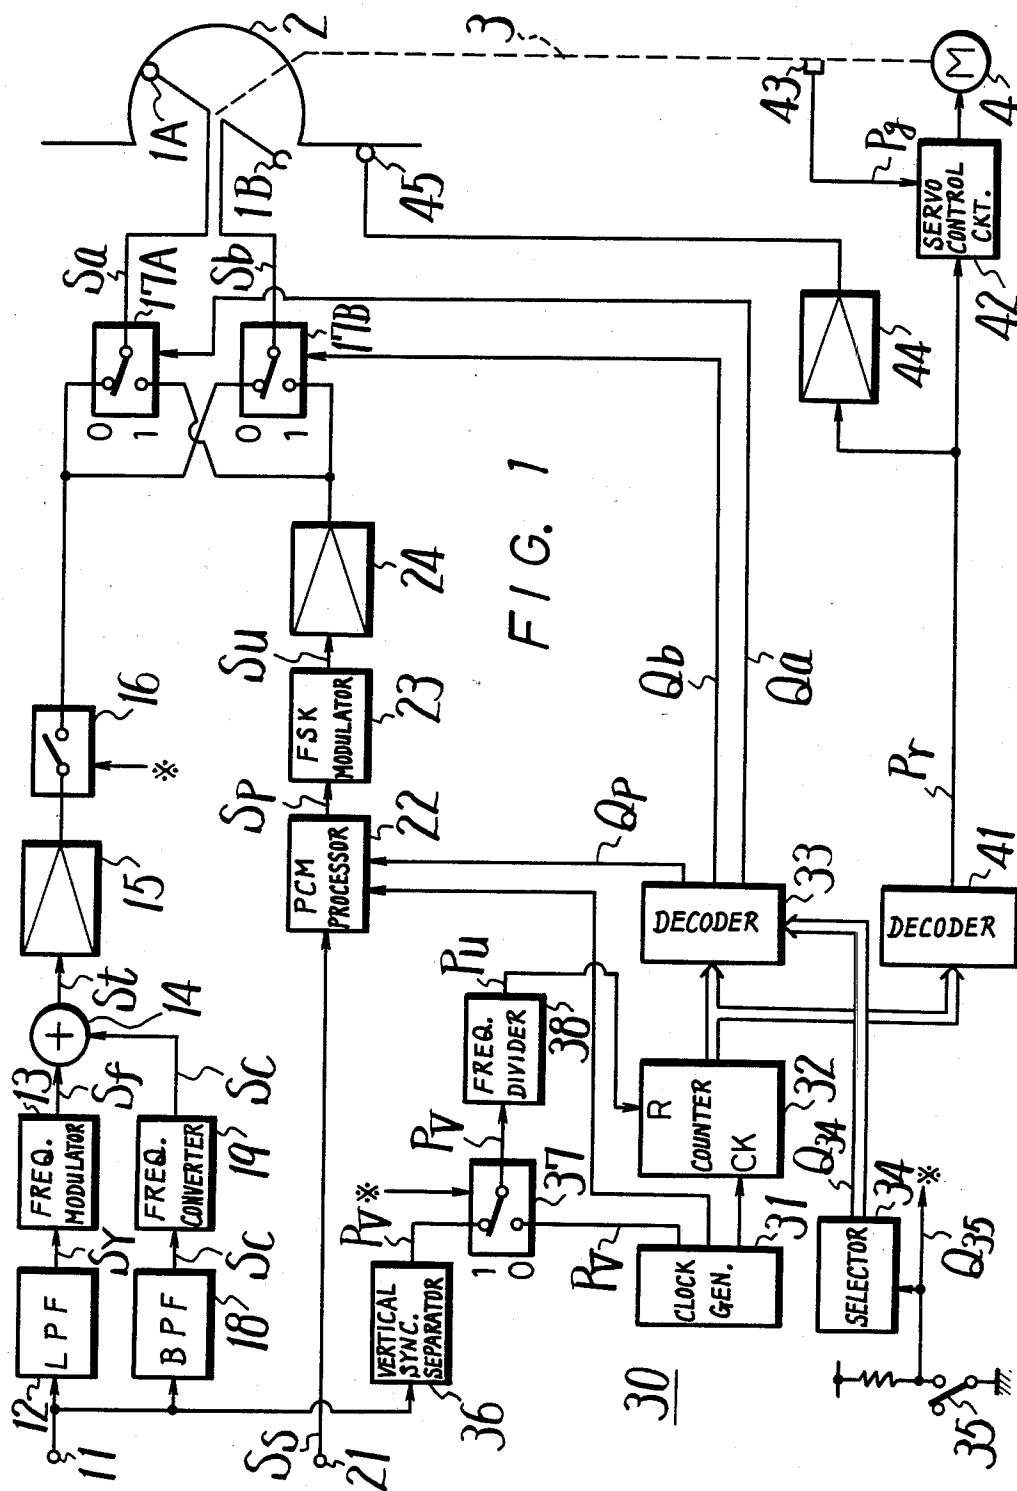 11
12
LPF
SY
FREQ.
MODULATOR
13
Sf
14
St
15
16
※
BPF
18
SC
FREQ.
CONVERTER
19
SC
0
1
17A
Sa
0
1
17B
Sb
1A
1B
2
3
45
SS
21
PCM
PROCESSOR
22
SP
FSK
MODULATOR
23
SU
24
FIG. 1
VERTICAL
SYNC.
SEPARATOR
36
PV
※
1
0
37
PV
PV
FREQ.
DIVIDER
38
PU
30
CLOCK
GEN.
31
R
COUNTER
CK
32
DECODER
33
QP
Qb
Qa
SELECTOR
34
Q34
※
Q35
35
DECODER
41
Pr
44
SERVO
CONTROL
CKT.
42
Pg
43
M
4